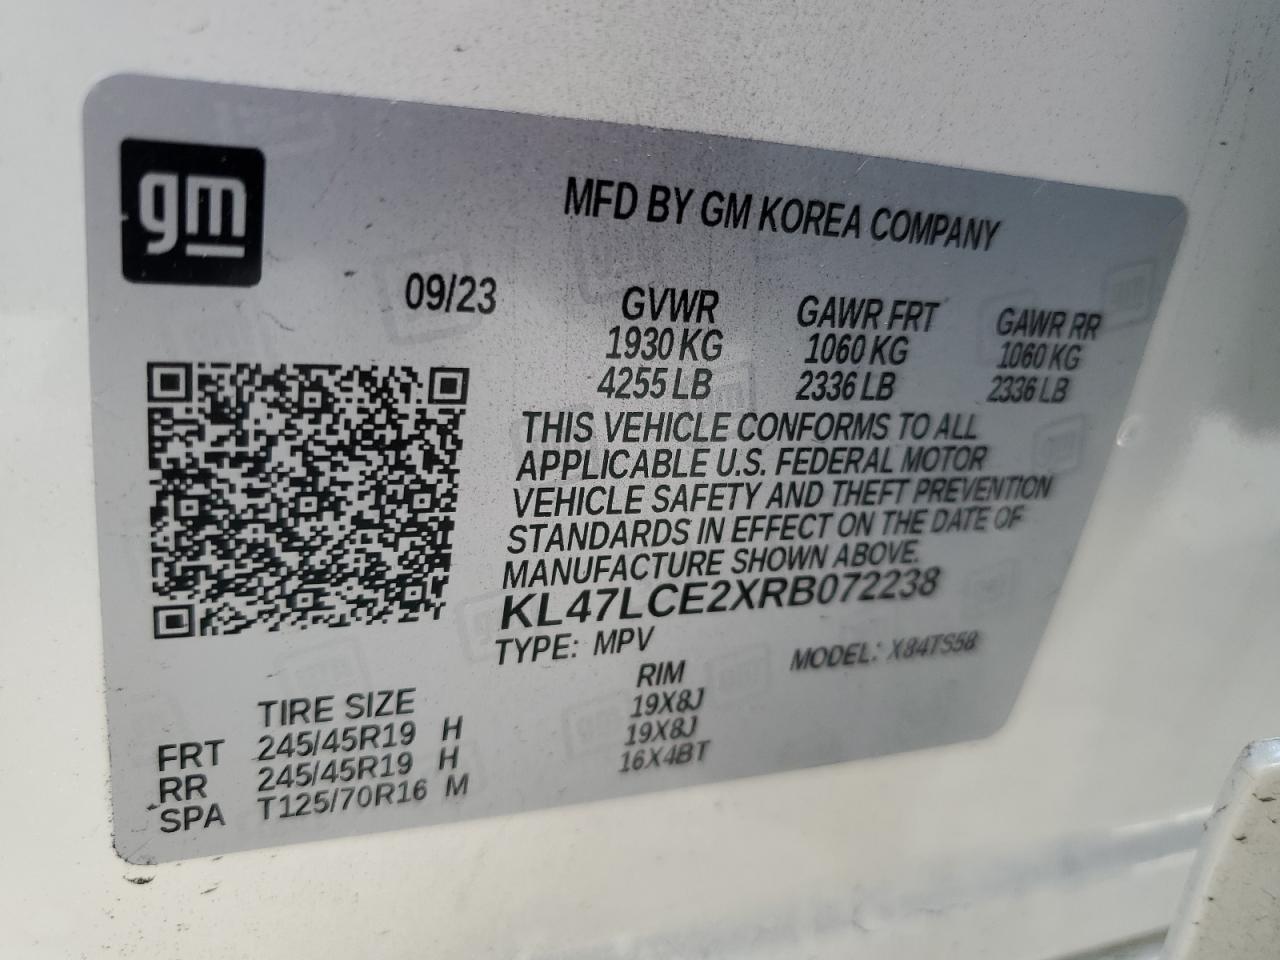 gm
MFD BY GM KOREA COMPANY
09/23
GVWR GAWR FRT GAWR RR
1930 KG 1060 KG 1060 KG
4255 LB 2336 LB 2336 LB
THIS VEHICLE CONFORMS TO ALL
APPLICABLE U.S. FEDERAL MOTOR
VEHICLE SAFETY AND THEFT PREVENTION
STANDARDS IN EFFECT ON THE DATE OF
MANUFACTURE SHOWN ABOVE.
KL47LCE2XRB072238
TYPE: MPV MODEL: X84TS58
TIRE SIZE RIM
FRT 245/45R19 H 19X8J
RR 245/45R19 H 19X8J
SPA T125/70R16 M 16X4BT